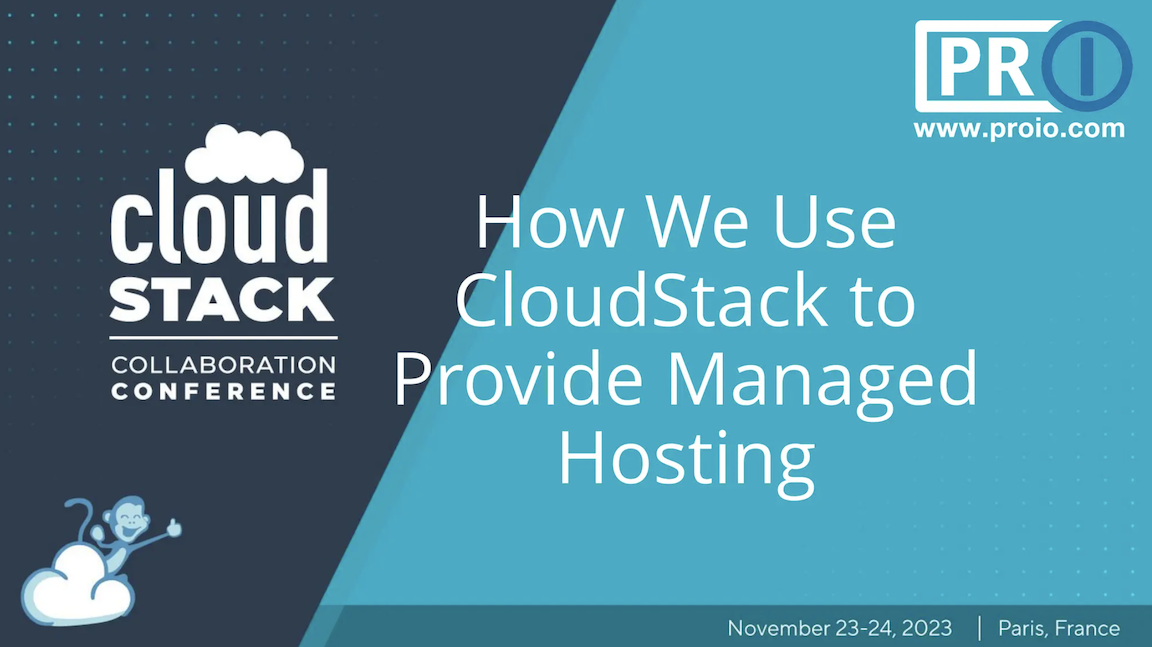 PRO
www.proio.com
cloud
STACK
COLLABORATION
CONFERENCE
How We Use
CloudStack to
Provide Managed
Hosting
November 23-24, 2023 | Paris, France